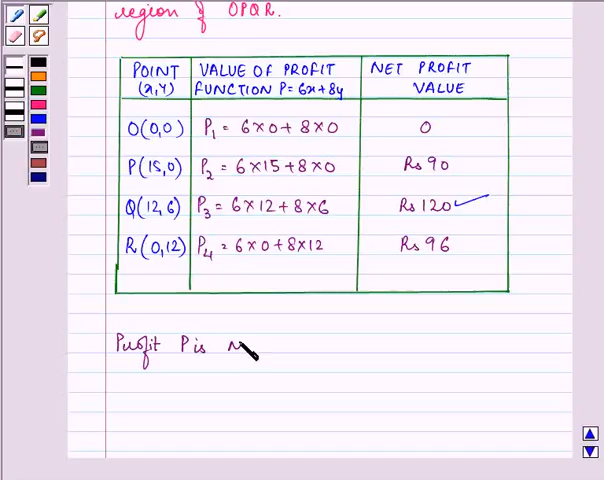 region of OPQR.
POINT (x,y) VALUE OF PROFIT FUNCTION P=6x+8y NET PROFIT VALUE
O(0,0) P1 = 6×0+8×0 0
P(15,0) P2 = 6×15+8×0 Rs 90
Q(12,6) P3 = 6×12+8×6 Rs 120
R(0,12) P4 = 6×0+8×12 Rs 96
Profit P is